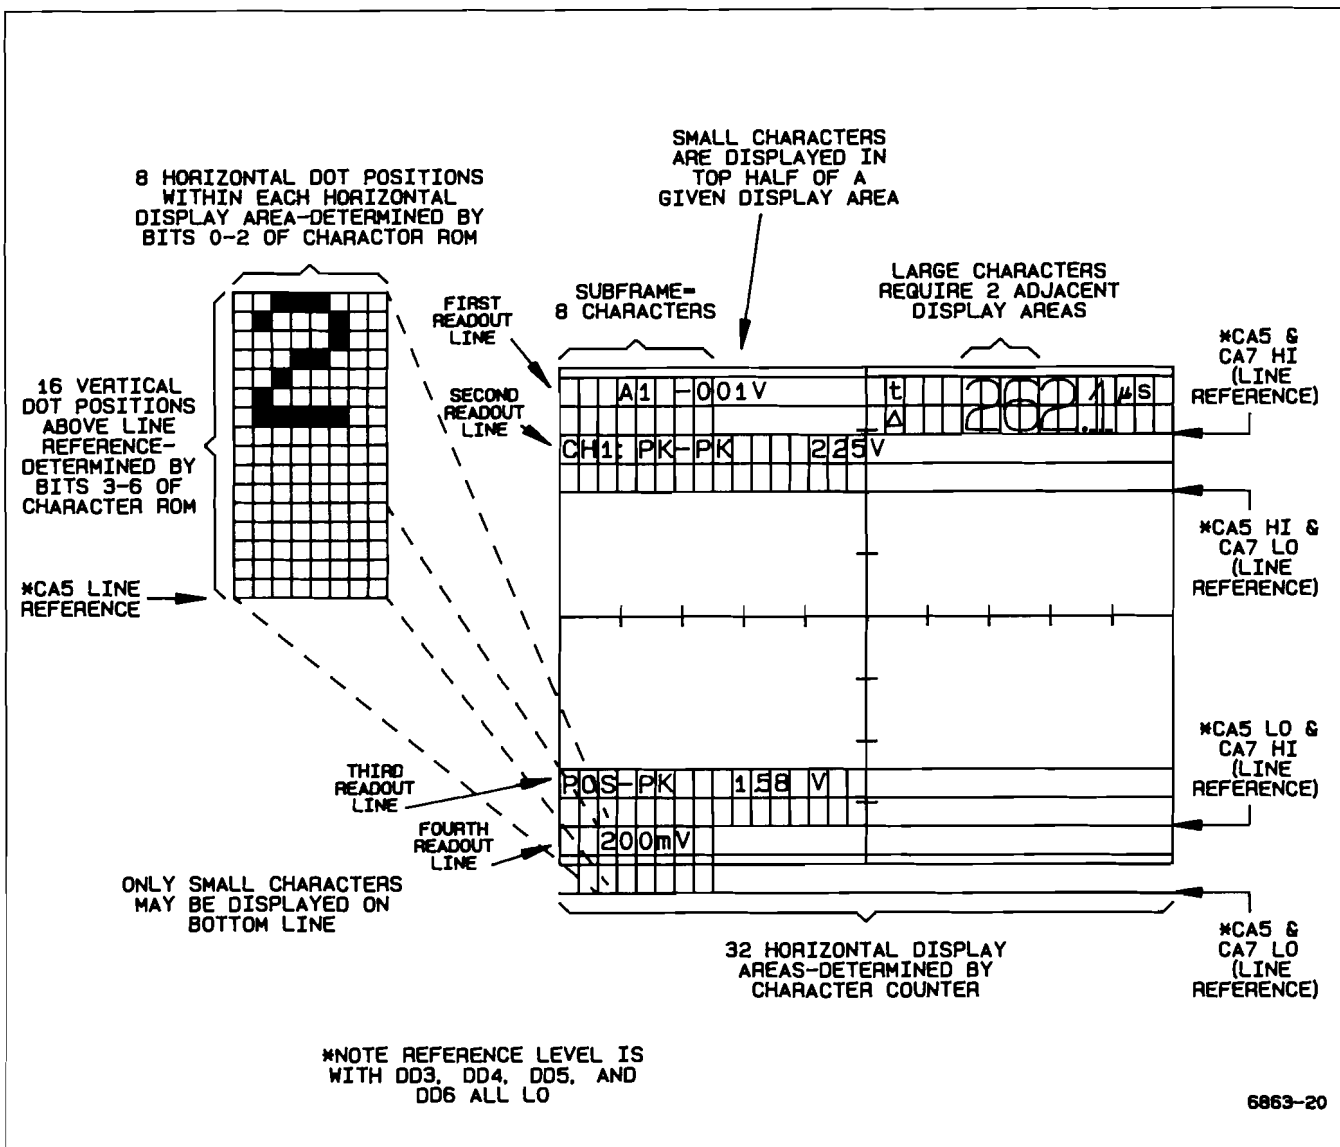 SMALL CHARACTERS
ARE DISPLAYED IN
TOP HALF OF A
GIVEN DISPLAY AREA
8 HORIZONTAL DOT POSITIONS
WITHIN EACH HORIZONTAL
DISPLAY AREA-DETERMINED BY
BITS 0-2 OF CHARACTOR ROM
SUBFRAME=
8 CHARACTERS
LARGE CHARACTERS
REQUIRE 2 ADJACENT
DISPLAY AREAS
FIRST
READOUT
LINE
SECOND
READOUT
LINE
16 VERTICAL
DOT POSITIONS
ABOVE LINE
REFERENCE-
DETERMINED BY
BITS 3-6 OF
CHARACTER ROM
*CA5 LINE
REFERENCE
A1 -001V
t
Δ
262.1 μs
CH1: PK-PK 225V
*CA5 &
CA7 HI
(LINE
REFERENCE)
*CA5 HI &
CA7 LO
(LINE
REFERENCE)
THIRD
READOUT
LINE
POS-PK 158 V
*CA5 LO &
CA7 HI
(LINE
REFERENCE)
FOURTH
READOUT
LINE
200mV
ONLY SMALL CHARACTERS
MAY BE DISPLAYED ON
BOTTOM LINE
32 HORIZONTAL DISPLAY
AREAS-DETERMINED BY
CHARACTER COUNTER
*CA5 &
CA7 LO
(LINE
REFERENCE)
*NOTE REFERENCE LEVEL IS
WITH DD3, DD4, DD5, AND
DD6 ALL LO
6863-20